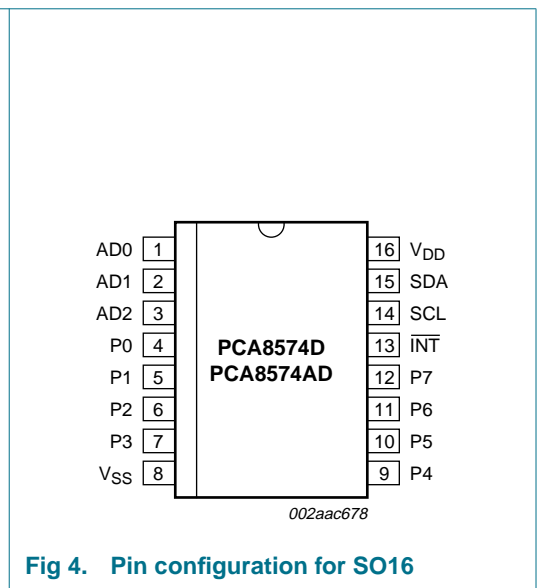 AD0 1
AD1 2
AD2 3
P0 4
P1 5
P2 6
P3 7
VSS 8
PCA8574D
PCA8574AD
16 VDD
15 SDA
14 SCL
13 I̅N̅T̅
12 P7
11 P6
10 P5
9 P4
002aac678
Fig 4. Pin configuration for SO16